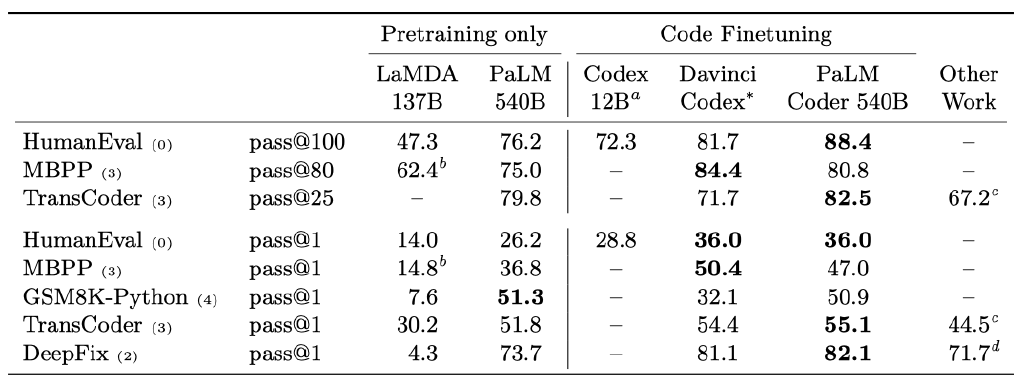 Pretraining only Code Finetuning
LaMDA PaLM Codex Davinci PaLM Other
137B 540B 12Bᵃ Codex* Coder 540B Work
HumanEval (0) pass@100 47.3 76.2 72.3 81.7 88.4 –
MBPP (3) pass@80 62.4ᵇ 75.0 – 84.4 80.8 –
TransCoder (3) pass@25 – 79.8 – 71.7 82.5 67.2ᶜ
HumanEval (0) pass@1 14.0 26.2 28.8 36.0 36.0 –
MBPP (3) pass@1 14.8ᵇ 36.8 – 50.4 47.0 –
GSM8K-Python (4) pass@1 7.6 51.3 – 32.1 50.9 –
TransCoder (3) pass@1 30.2 51.8 – 54.4 55.1 44.5ᶜ
DeepFix (2) pass@1 4.3 73.7 – 81.1 82.1 71.7ᵈ